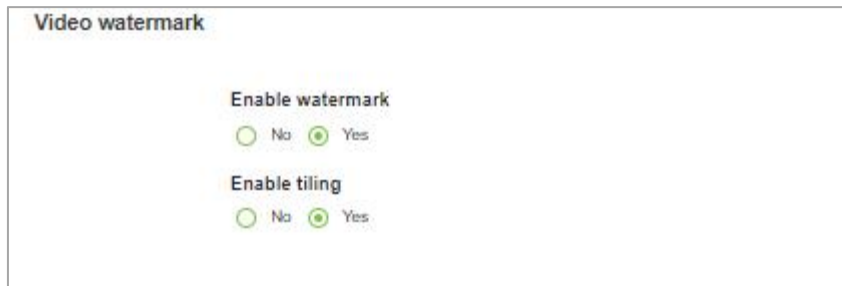 Video watermark
Enable watermark
No Yes
Enable tiling
No Yes